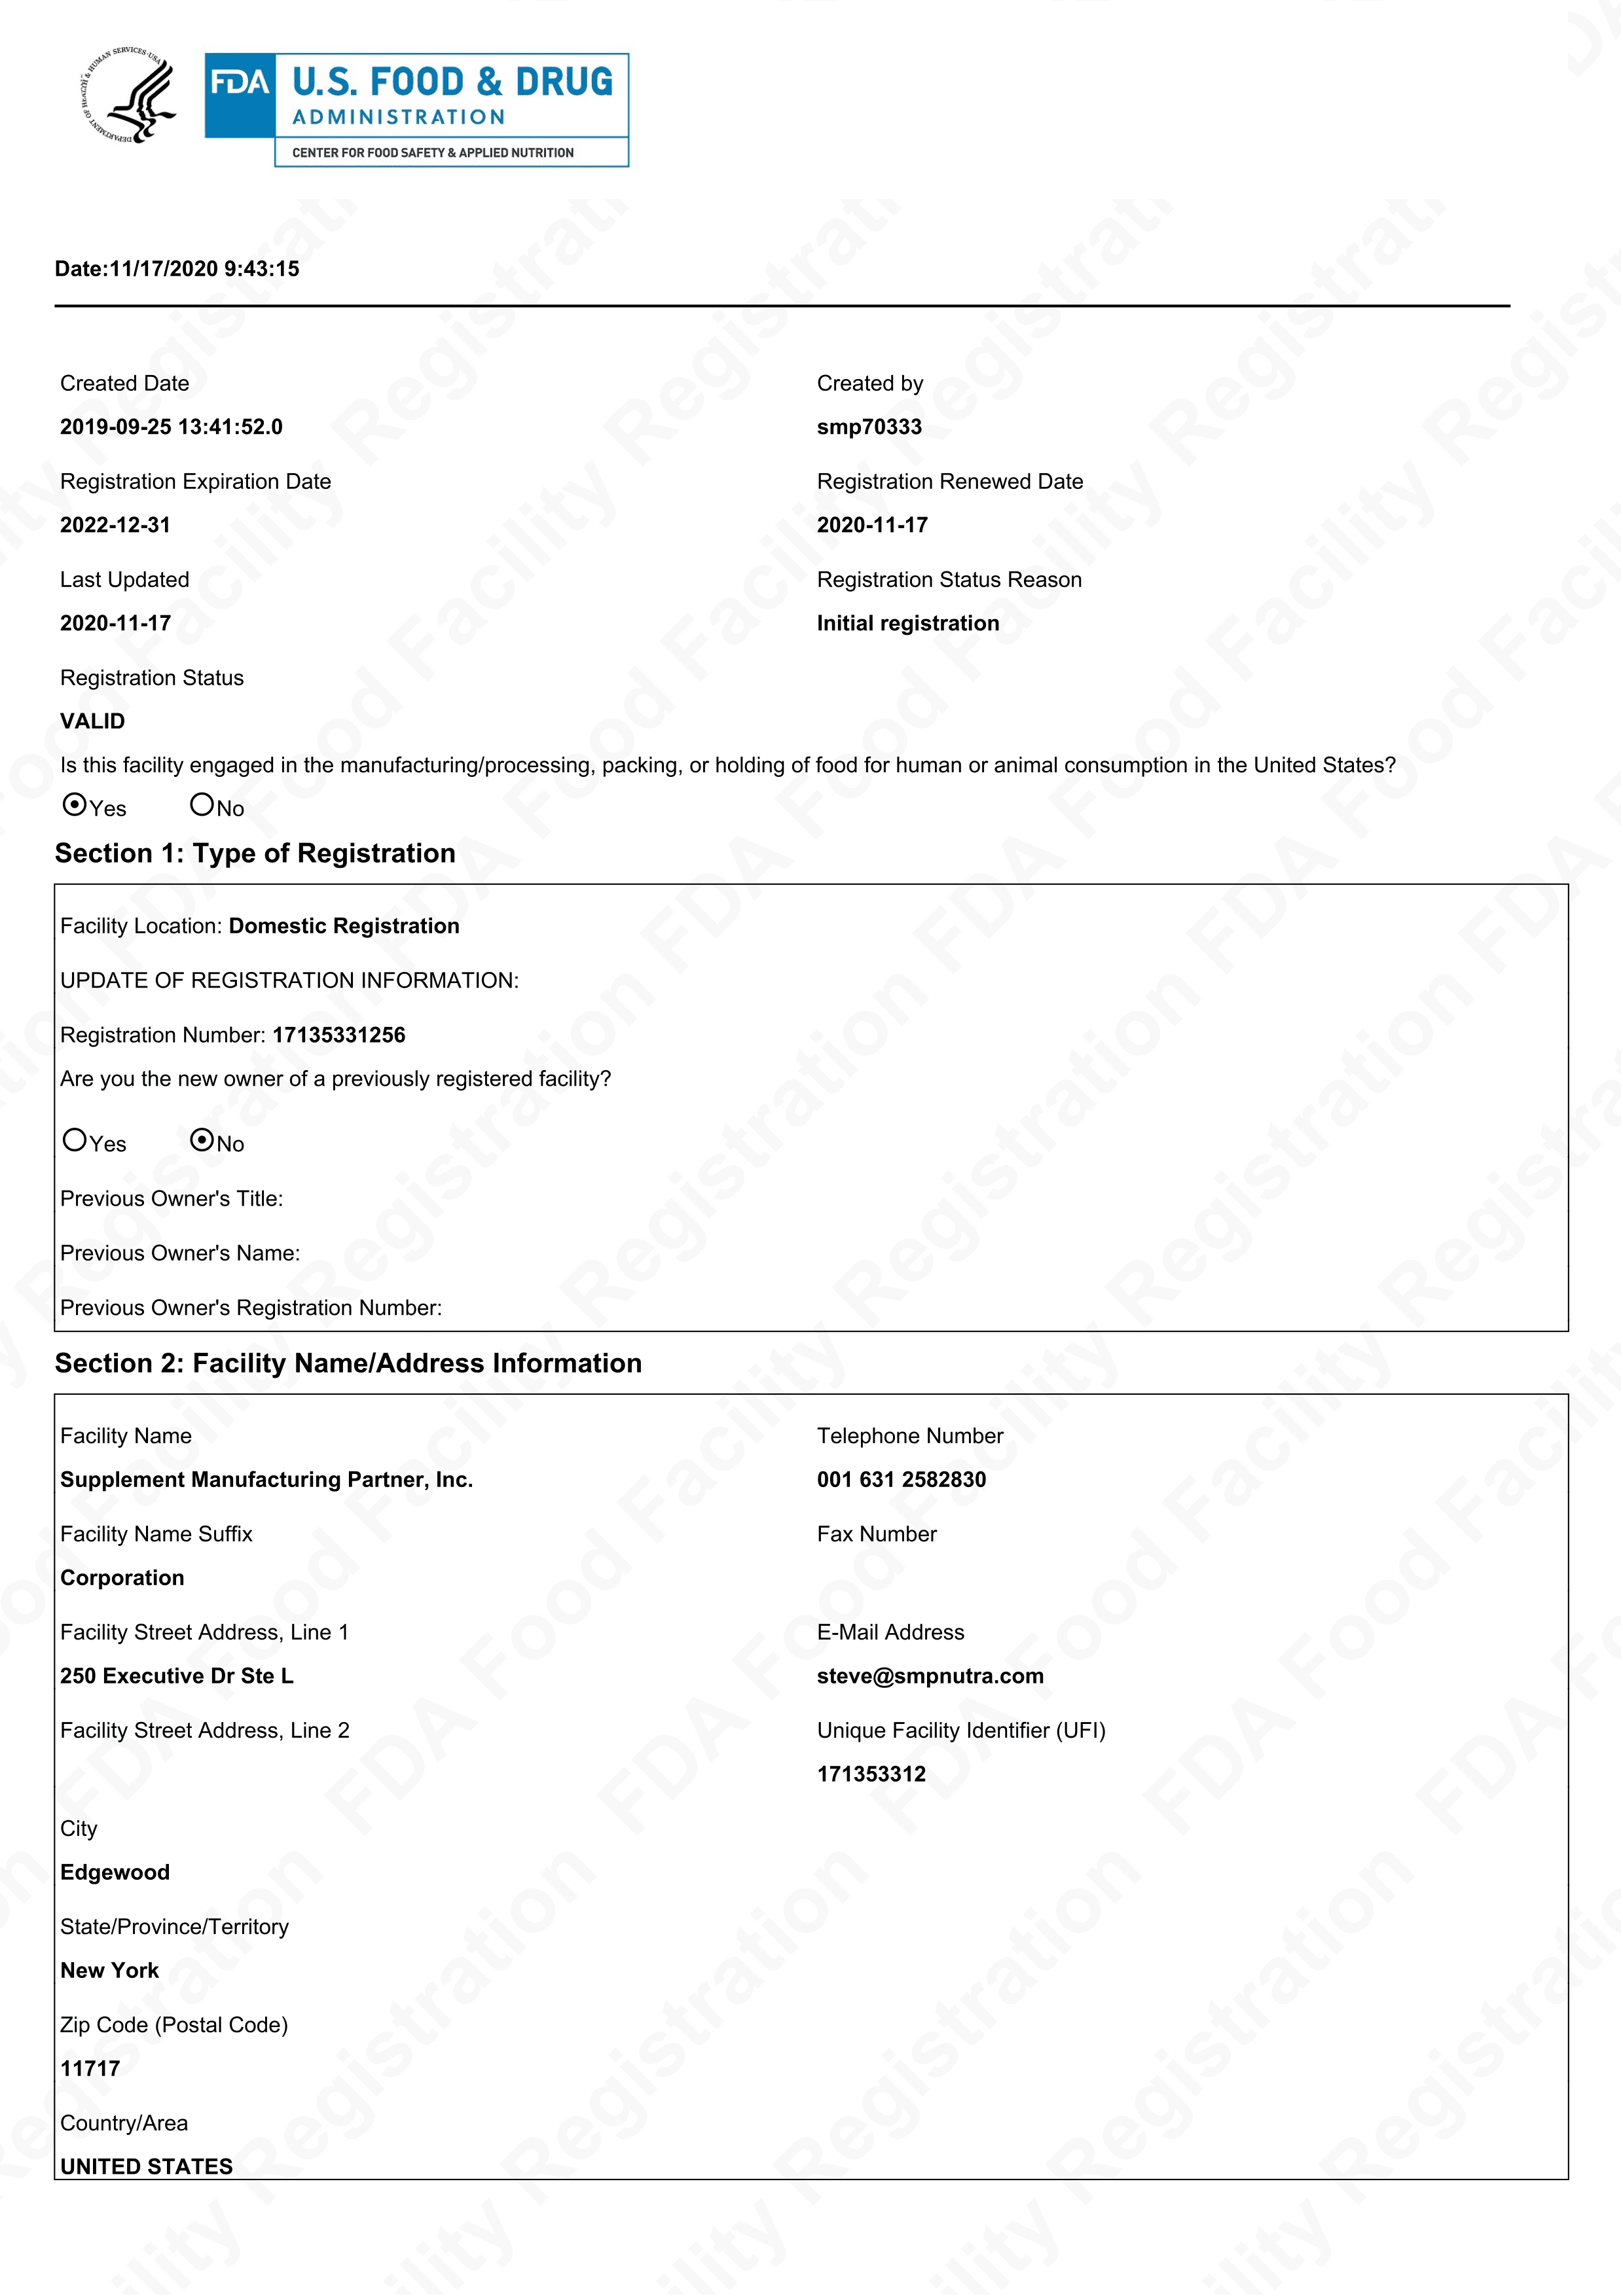 DEPARTMENT OF HEALTH & HUMAN SERVICES·USA
FDA U.S. FOOD & DRUG
ADMINISTRATION
CENTER FOR FOOD SAFETY & APPLIED NUTRITION
Date:11/17/2020 9:43:15
Created Date Created by
2019-09-25 13:41:52.0 smp70333
Registration Expiration Date Registration Renewed Date
2022-12-31 2020-11-17
Last Updated Registration Status Reason
2020-11-17 Initial registration
Registration Status
VALID
Is this facility engaged in the manufacturing/processing, packing, or holding of food for human or animal consumption in the United States?
Yes No
Section 1: Type of Registration
Facility Location: Domestic Registration
UPDATE OF REGISTRATION INFORMATION:
Registration Number: 17135331256
Are you the new owner of a previously registered facility?
Yes No
Previous Owner's Title:
Previous Owner's Name:
Previous Owner's Registration Number:
Section 2: Facility Name/Address Information
Facility Name Telephone Number
Supplement Manufacturing Partner, Inc. 001 631 2582830
Facility Name Suffix Fax Number
Corporation
Facility Street Address, Line 1 E-Mail Address
250 Executive Dr Ste L steve@smpnutra.com
Facility Street Address, Line 2 Unique Facility Identifier (UFI)
171353312
City
Edgewood
State/Province/Territory
New York
Zip Code (Postal Code)
11717
Country/Area
UNITED STATES
FDA Food Facility Registration